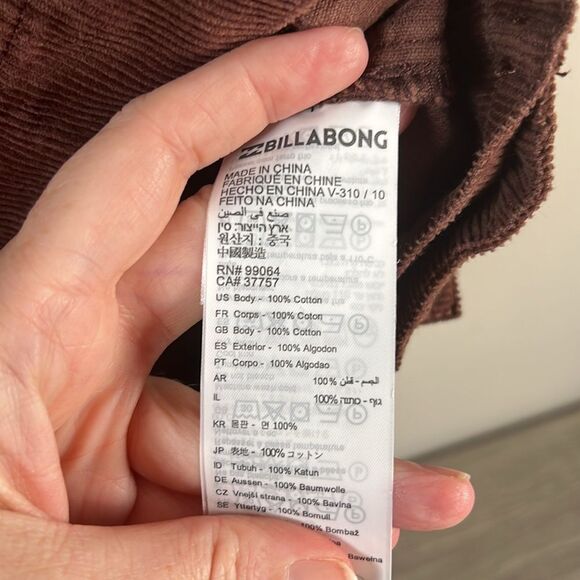 BILLABONG
MADE IN CHINA
FABRIQUÉ EN CHINE
HECHO EN CHINA V-310 / 10
FEITO NA CHINA
صنع في الصين
ארץ הייצור: סין
원산지 : 중국
中國製造
RN# 99064
CA# 37757
US Body - 100% Cotton
FR Corps - 100% Coton
GB Body - 100% Cotton
ES Exterior - 100% Algodon
PT Corpo - 100% Algodao
AR الجسم - قطن 100%
IL גוף - כותנה 100%
KR 몸판 - 면 100%
JP 表地 - 100% コットン
ID Tubuh - 100% Katun
DE Aussen - 100% Baumwolle
CZ Vnejší strana - 100% Bavlna
SE Yttertyg - 100% Bomull
100% Bombaž
Bawełna